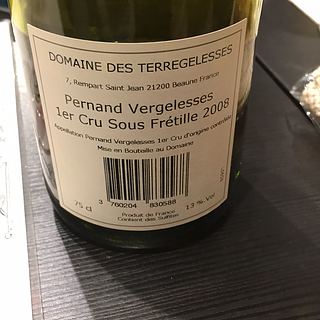 DOMAINE DES TERREGELESSES
7, Rempart Saint Jean 21200 Beaune France
Pernand Vergelesses
1er Cru Sous Frétille 2008
Appellation Pernand Vergelesses 1er Cru d'origine contrôlée
Mise en Bouteille au Domaine
3 760204 830588
75 cl
Produit de France
Contient des Sulfites
13 %.Vol